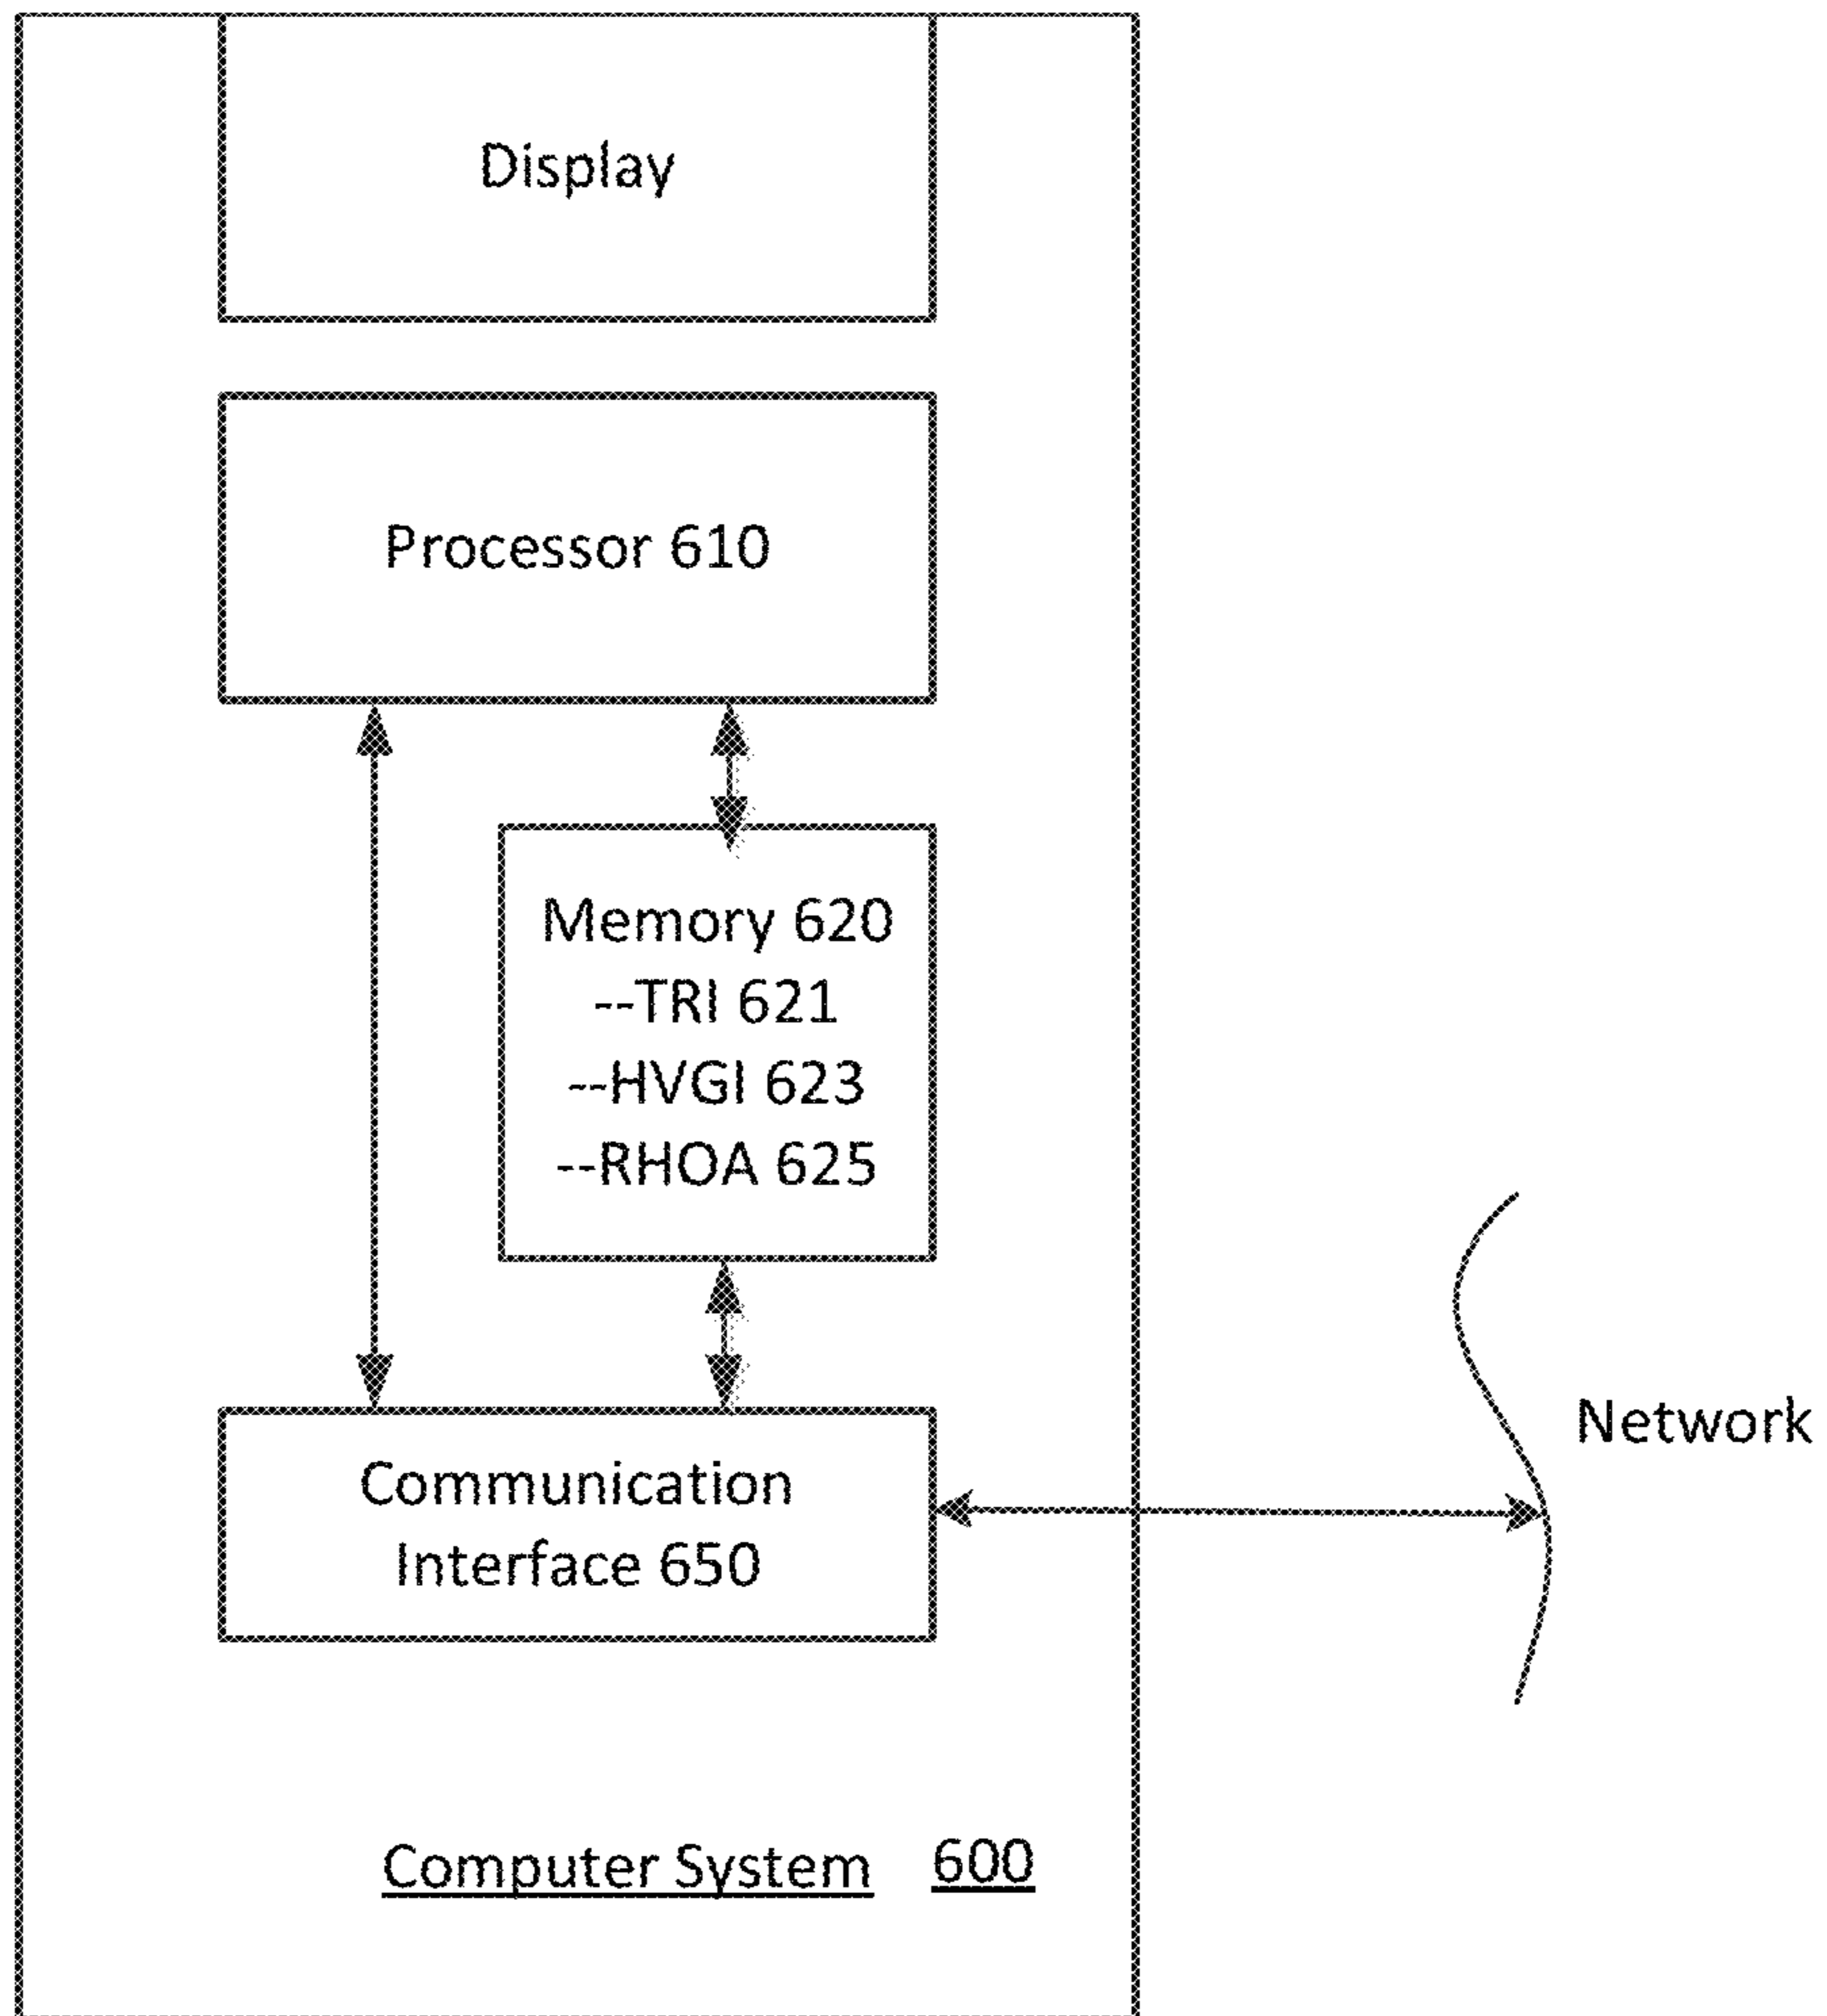 Display
Processor 610
Memory 620
--TRI 621
--HVGI 623
--RHOA 625
Communication
Interface 650
Network
Computer System 600